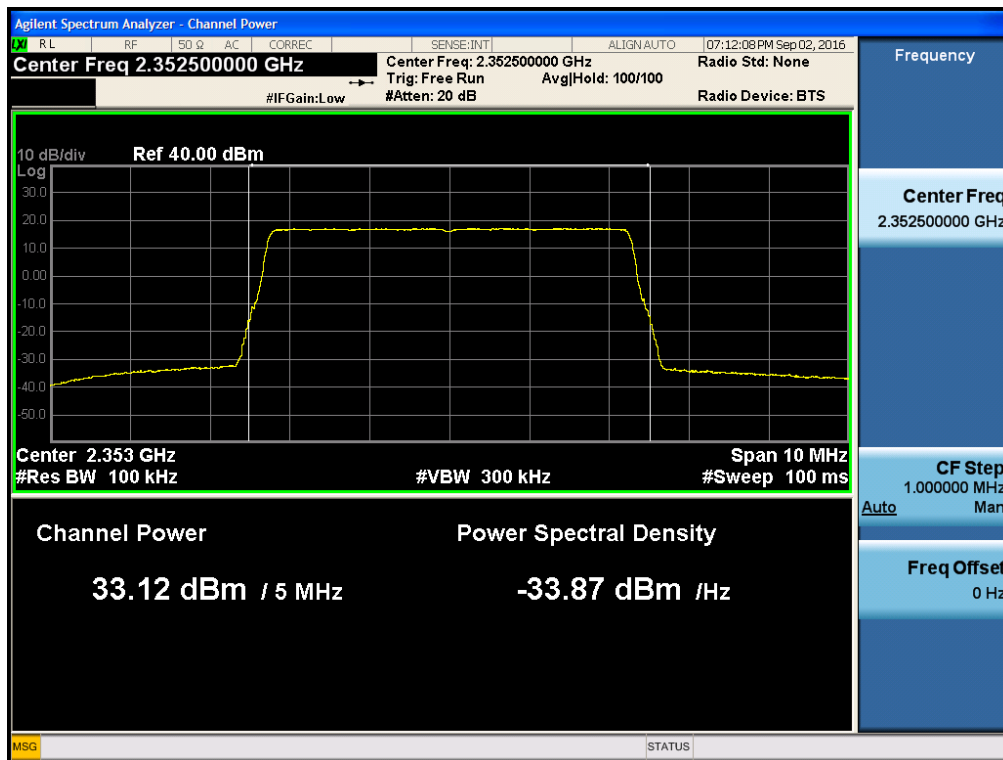 Agilent Spectrum Analyzer - Channel Power
LXI RL RF 50 Ω AC CORREC SENSE:INT ALIGN AUTO 07:12:08 PM Sep 02, 2016
Center Freq 2.352500000 GHz
Center Freq: 2.352500000 GHz
Radio Std: None
Trig: Free Run Avg|Hold: 100/100
#IFGain:Low
#Atten: 20 dB
Radio Device: BTS
10 dB/div Ref 40.00 dBm
Log
30.0
20.0
10.0
0.00
-10.0
-20.0
-30.0
-40.0
-50.0
Center 2.353 GHz Span 10 MHz
#Res BW 100 kHz #VBW 300 kHz #Sweep 100 ms
Channel Power Power Spectral Density
33.12 dBm / 5 MHz -33.87 dBm /Hz
Frequency
Center Freq
2.352500000 GHz
CF Step
1.000000 MHz
Auto Man
Freq Offset
0 Hz
MSG STATUS